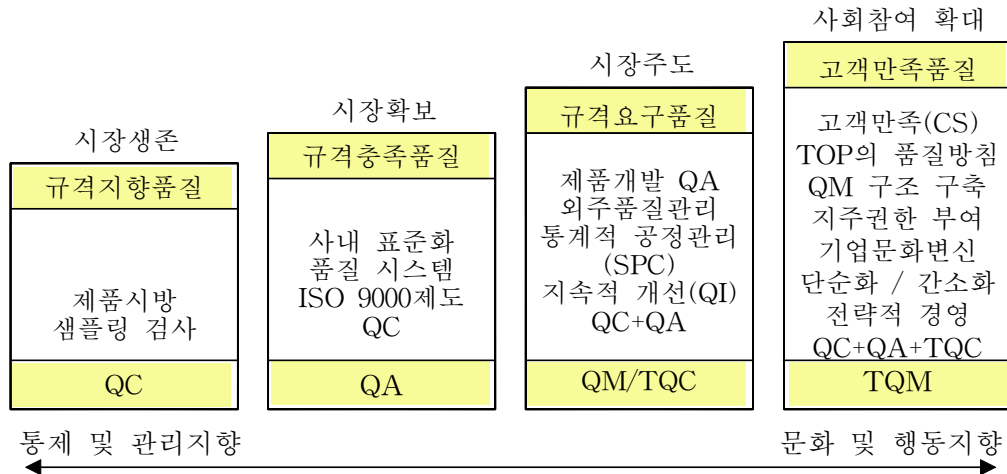 시장생존
규격지향품질
제품시방
샘플링 검사
QC
시장확보
규격충족품질
사내 표준화
품질 시스템
ISO 9000제도
QC
QA
시장주도
규격요구품질
제품개발 QA
외주품질관리
통계적 공정관리
(SPC)
지속적 개선(QI)
QC+QA
QM/TQC
사회참여 확대
고객만족품질
고객만족(CS)
TOP의 품질방침
QM 구조 구축
지주권한 부여
기업문화변신
단순화 / 간소화
전략적 경영
QC+QA+TQC
TQM
통제 및 관리지향
문화 및 행동지향